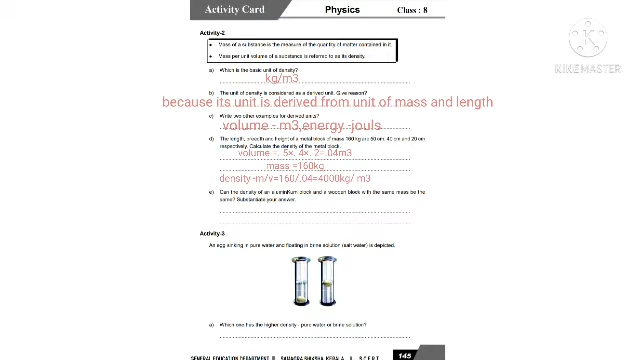 Activity Card Physics Class : 8
KINEMASTER
Activity-2
• Mass of a substance is the measure of the quantity of matter contained in it.
• Mass per unit volume of a substance is referred to as its density.
a) Which is the basic unit of density?
kg/m3
b) The unit of density is considered as a derived unit. Give reason?
because its unit is derived from unit of mass and length
c) Write two other examples for derived units?
volume - m3,energy -jouls
d) The length, breadth and height of a metal block of mass 160 kg are 50 cm, 40 cm and 20 cm
respectively. Calculate the density of the metal block.
volume =. 5×. 4×. 2=.04m3
mass =160kg
density -m/v=160/.04=4000kg/ m3
e) Can the density of an aluminium block and a wooden block with the same mass be the
same? Substantiate your answer.
Activity-3
An egg sinking in pure water and floating in brine solution (salt water) is depicted.
a) Which one has the higher density - pure water or brine solution?
GENERAL EDUCATION DEPARTMENT || SAMAGRA SHIKSHA, KERALA || S C E R T 145